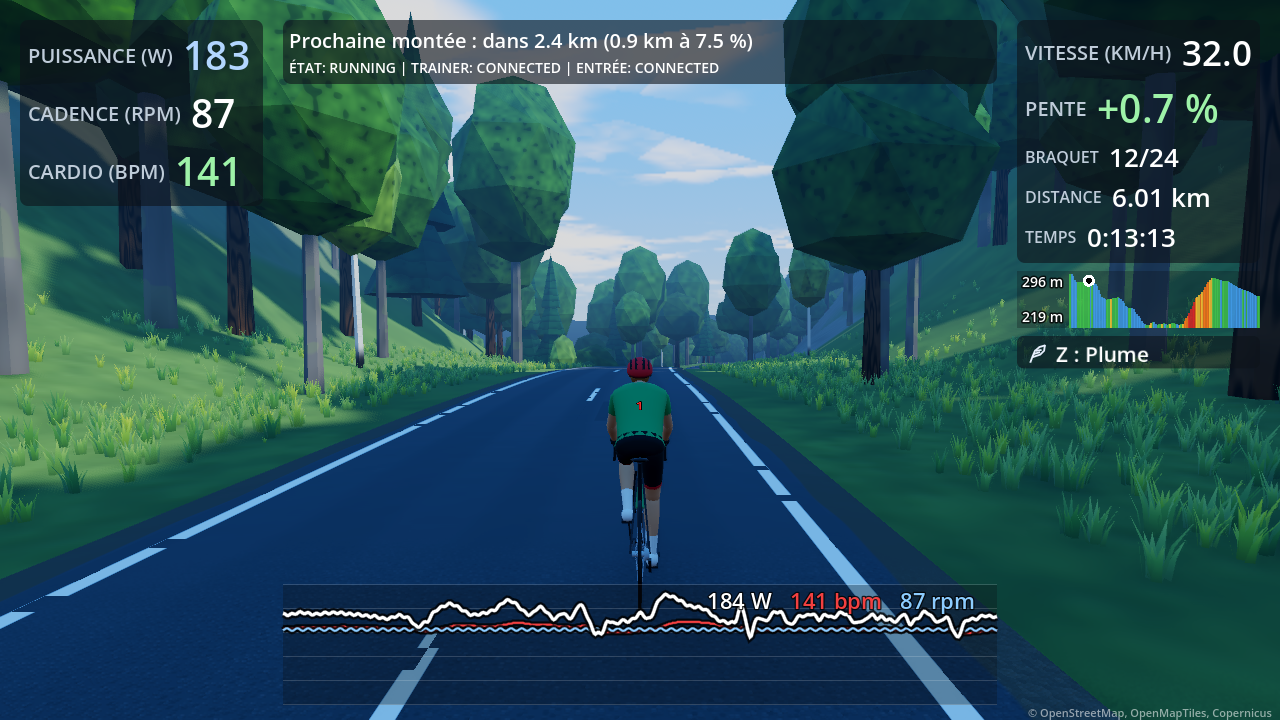 PUISSANCE (W) 183
CADENCE (RPM) 87
CARDIO (BPM) 141
Prochaine montée : dans 2.4 km (0.9 km à 7.5 %)
ÉTAT: RUNNING | TRAINER: CONNECTED | ENTRÉE: CONNECTED
VITESSE (KM/H) 32.0
PENTE +0.7 %
BRAQUET 12/24
DISTANCE 6.01 km
TEMPS 0:13:13
296 m
219 m
Z : Plume
1
184 W 141 bpm 87 rpm
© OpenStreetMap, OpenMapTiles, Copernicus